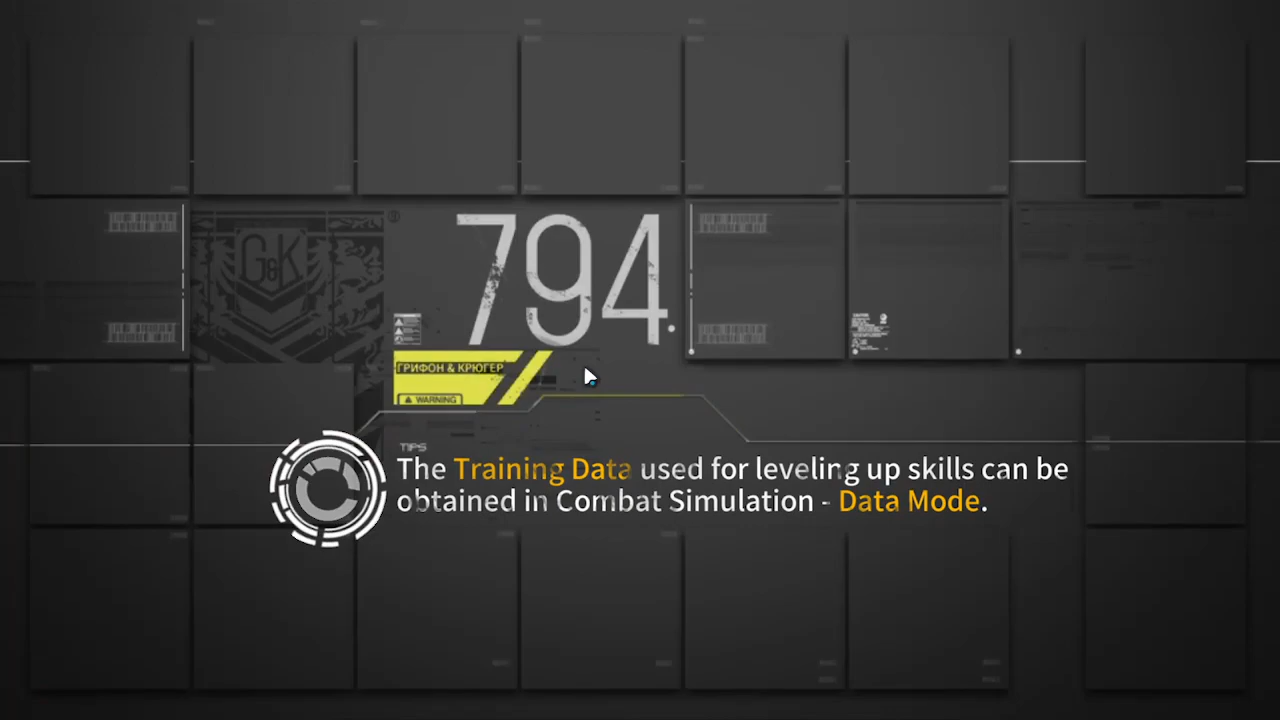 G&K
794.
ГРИФОН & КРЮГЕР
WARNING
TIPS
The Training Data used for leveling up skills can be
obtained in Combat Simulation - Data Mode.